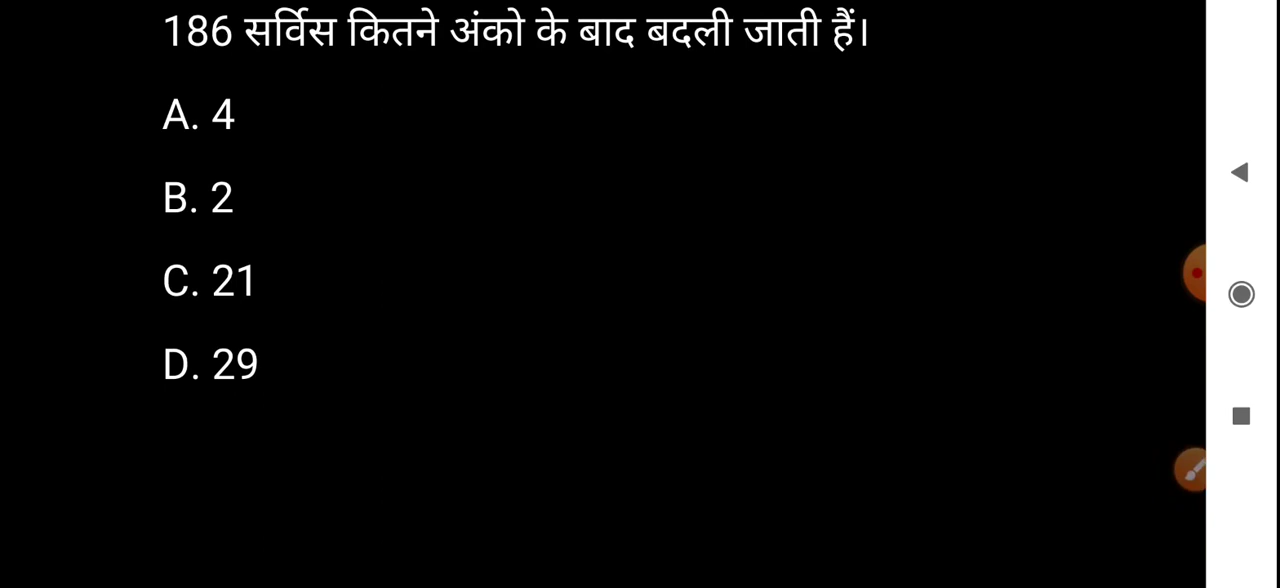 186 सर्विस कितने अंको के बाद बदली जाती हैं।
A. 4
B. 2
C. 21
D. 29